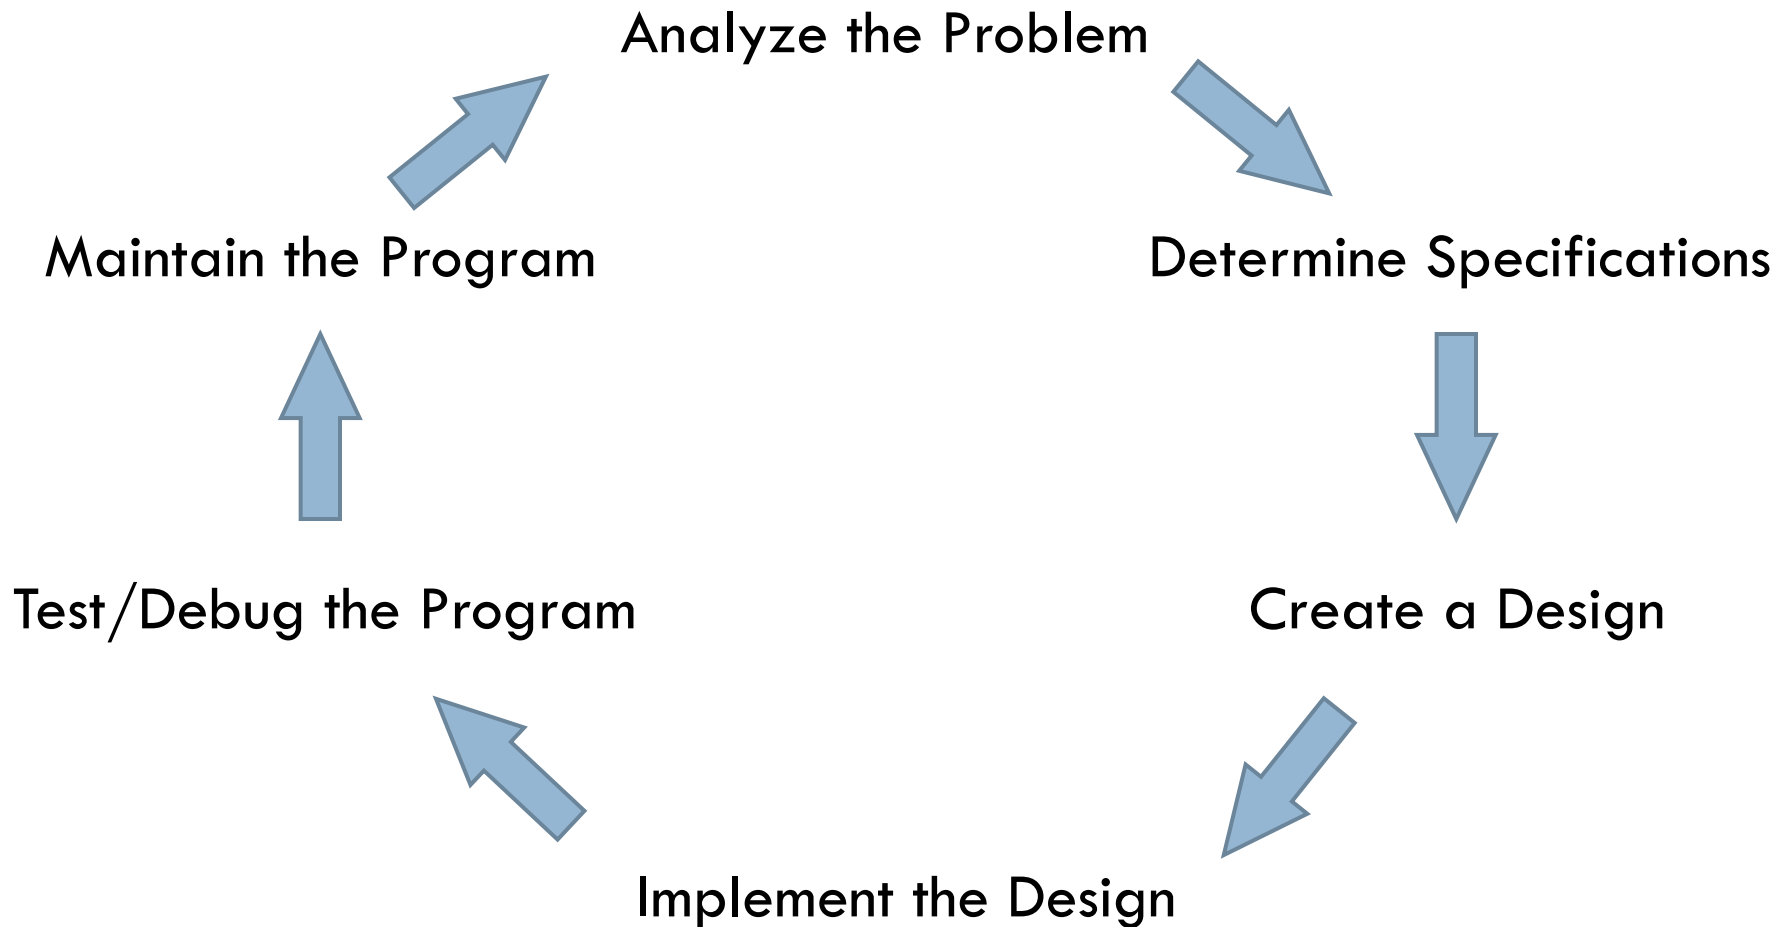 Analyze the Problem
Determine Specifications
Create a Design
Implement the Design
Test/Debug the Program
Maintain the Program